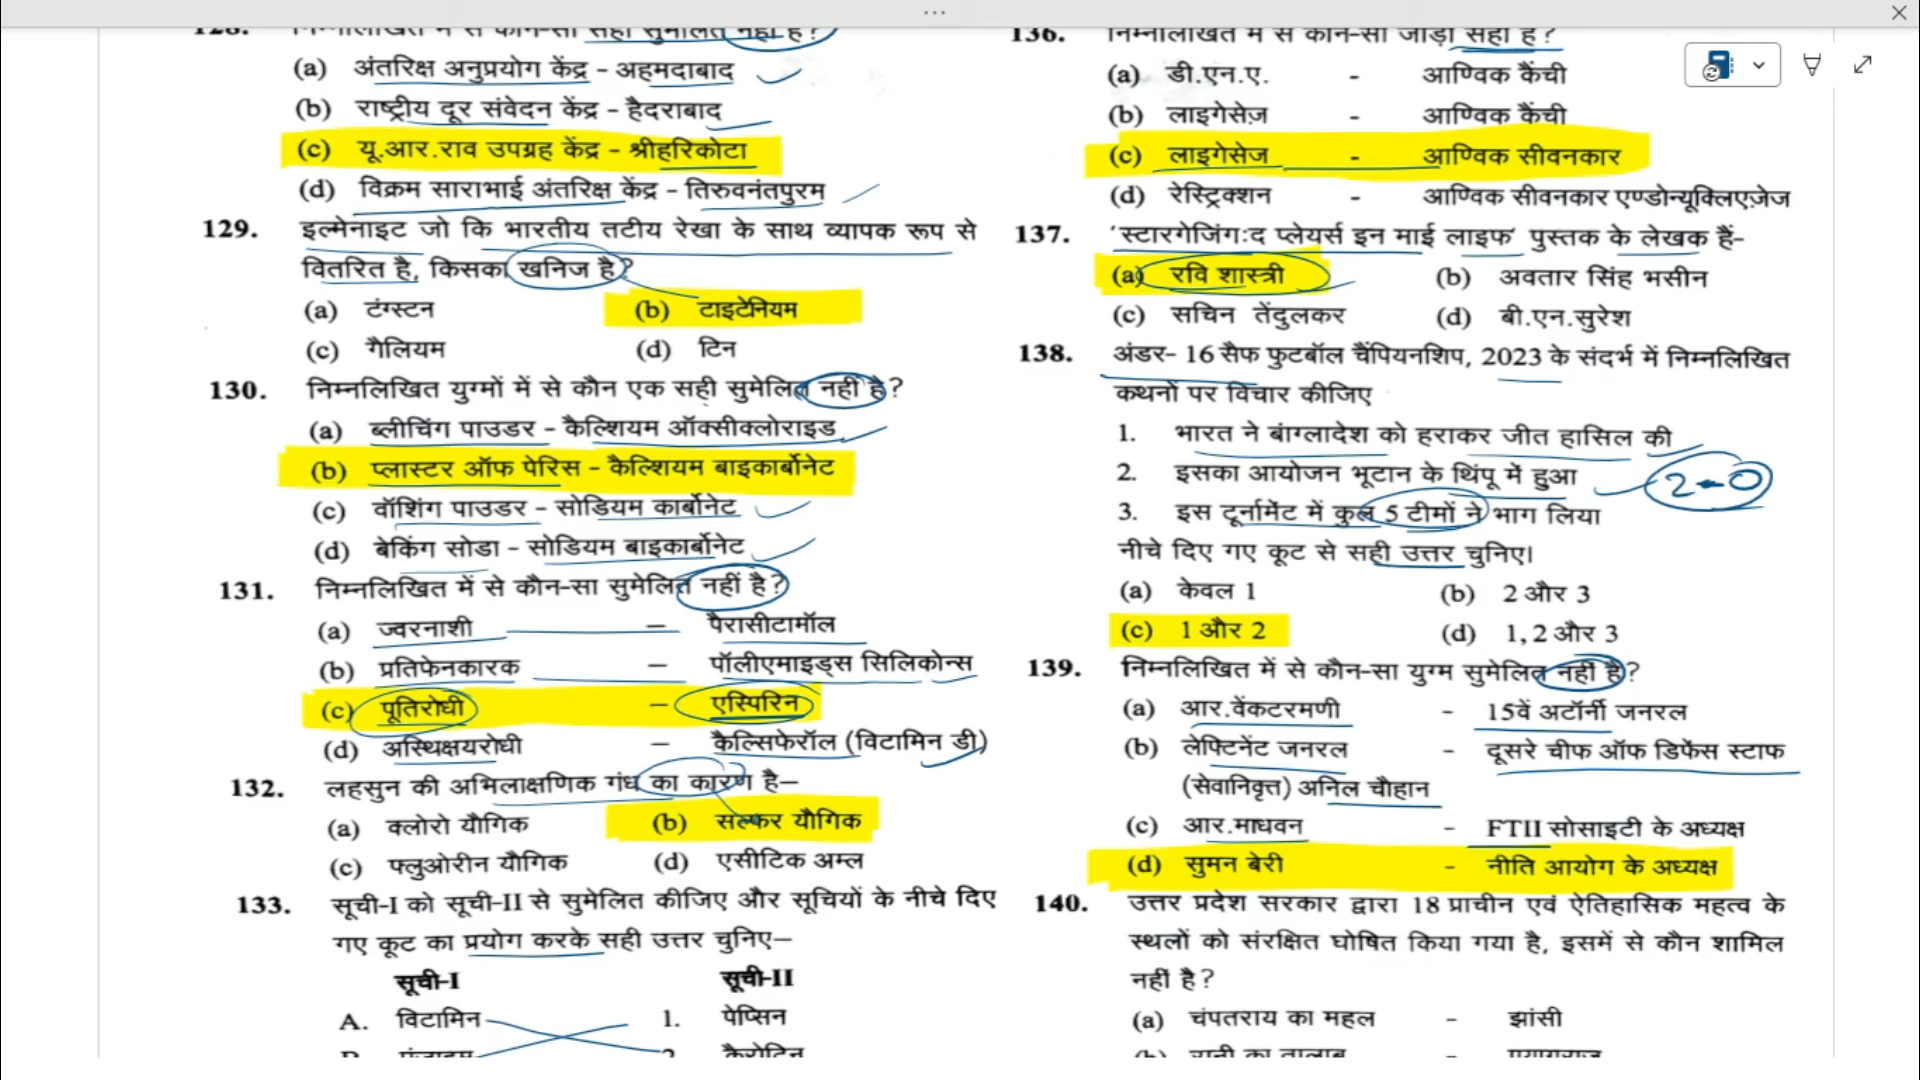 128. निम्नलिखित में से कौन-सा सही सुमेलित नहीं है?
(a) अंतरिक्ष अनुप्रयोग केंद्र - अहमदाबाद
(b) राष्ट्रीय दूर संवेदन केंद्र - हैदराबाद
(c) यू.आर.राव उपग्रह केंद्र - श्रीहरिकोटा
(d) विक्रम साराभाई अंतरिक्ष केंद्र - तिरुवनंतपुरम
129. इल्मेनाइट जो कि भारतीय तटीय रेखा के साथ व्यापक रूप से
वितरित है, किसका खनिज है?
(a) टंग्स्टन (b) टाइटेनियम
(c) गैलियम (d) टिन
130. निम्नलिखित युग्मों में से कौन एक सही सुमेलित नहीं है?
(a) ब्लीचिंग पाउडर - कैल्शियम ऑक्सीक्लोराइड
(b) प्लास्टर ऑफ पेरिस - कैल्शियम बाइकार्बोनेट
(c) वॉशिंग पाउडर - सोडियम कार्बोनेट
(d) बेकिंग सोडा - सोडियम बाइकार्बोनेट
131. निम्नलिखित में से कौन-सा सुमेलित नहीं है?
(a) ज्वरनाशी – पैरासीटामॉल
(b) प्रतिफेनकारक – पॉलीएमाइड्स सिलिकोन्स
(c) पूतिरोधी – एस्पिरिन
(d) अस्थिक्षयरोधी – कैल्सिफेरॉल (विटामिन डी)
132. लहसुन की अभिलाक्षणिक गंध का कारण है–
(a) क्लोरो यौगिक (b) सल्फर यौगिक
(c) फ्लुओरीन यौगिक (d) एसीटिक अम्ल
133. सूची-I को सूची-II से सुमेलित कीजिए और सूचियों के नीचे दिए
गए कूट का प्रयोग करके सही उत्तर चुनिए–
सूची-I सूची-II
A. विटामिन 1. पेप्सिन
B. एंजाइम 2. कैरोटिन
136. निम्नलिखित में से कौन-सा जोड़ा सही है?
(a) डी.एन.ए. - आण्विक कैंची
(b) लाइगेसेज़ - आण्विक कैंची
(c) लाइगेसेज - आण्विक सीवनकार
(d) रेस्ट्रिक्शन - आण्विक सीवनकार एण्डोन्यूक्लिएज़ेज
137. 'स्टारगेजिंग:द प्लेयर्स इन माई लाइफ' पुस्तक के लेखक हैं-
(a) रवि शास्त्री (b) अवतार सिंह भसीन
(c) सचिन तेंदुलकर (d) बी.एन.सुरेश
138. अंडर- 16 सैफ फुटबॉल चैंपियनशिप, 2023 के संदर्भ में निम्नलिखित
कथनों पर विचार कीजिए
1. भारत ने बांग्लादेश को हराकर जीत हासिल की
2. इसका आयोजन भूटान के थिंपू में हुआ 2-0
3. इस टूर्नामेंट में कुल 5 टीमों ने भाग लिया
नीचे दिए गए कूट से सही उत्तर चुनिए।
(a) केवल 1 (b) 2 और 3
(c) 1 और 2 (d) 1, 2 और 3
139. निम्नलिखित में से कौन-सा युग्म सुमेलित नहीं है?
(a) आर.वेंकटरमणी - 15वें अटॉर्नी जनरल
(b) लेफ्टिनेंट जनरल - दूसरे चीफ ऑफ डिफेंस स्टाफ
(सेवानिवृत्त) अनिल चौहान
(c) आर.माधवन - FTII सोसाइटी के अध्यक्ष
(d) सुमन बेरी - नीति आयोग के अध्यक्ष
140. उत्तर प्रदेश सरकार द्वारा 18 प्राचीन एवं ऐतिहासिक महत्व के
स्थलों को संरक्षित घोषित किया गया है, इसमें से कौन शामिल
नहीं है?
(a) चंपतराय का महल - झांसी
(b) रानी का तालाब - प्रयागराज